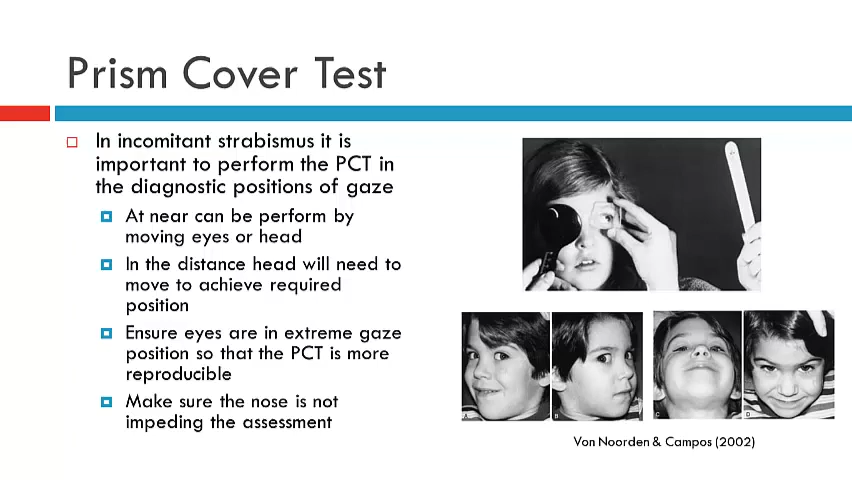 Prism Cover Test
In incomitant strabismus it is
important to perform the PCT in
the diagnostic positions of gaze
At near can be perform by
moving eyes or head
In the distance head will need to
move to achieve required
position
Ensure eyes are in extreme gaze
position so that the PCT is more
reproducible
Make sure the nose is not
impeding the assessment
A B C D
Von Noorden & Campos (2002)